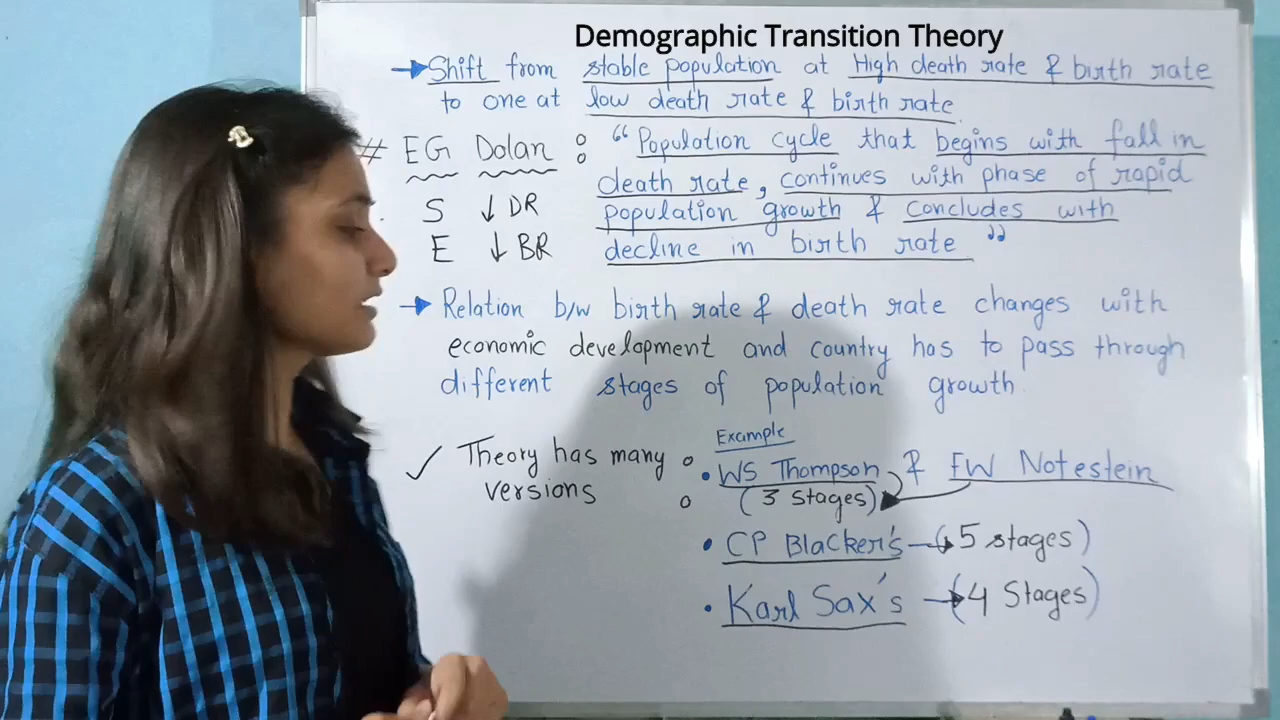 Demographic Transition Theory
→ Shift from stable population at High death rate & birth rate
to one at low death rate & birth rate
# EG Dolan : “Population cycle that begins with fall in
death rate, continues with phase of rapid
S ↓ DR population growth & concludes with
E ↓ BR decline in birth rate”
→ Relation b/w birth rate & death rate changes with
economic development and country has to pass through
different stages of population growth.
Example
✓ Theory has many : • WS Thompson & FW Notestein
versions (3 stages)
• CP Blacker's → (5 stages)
• Karl Sax's → (4 Stages)